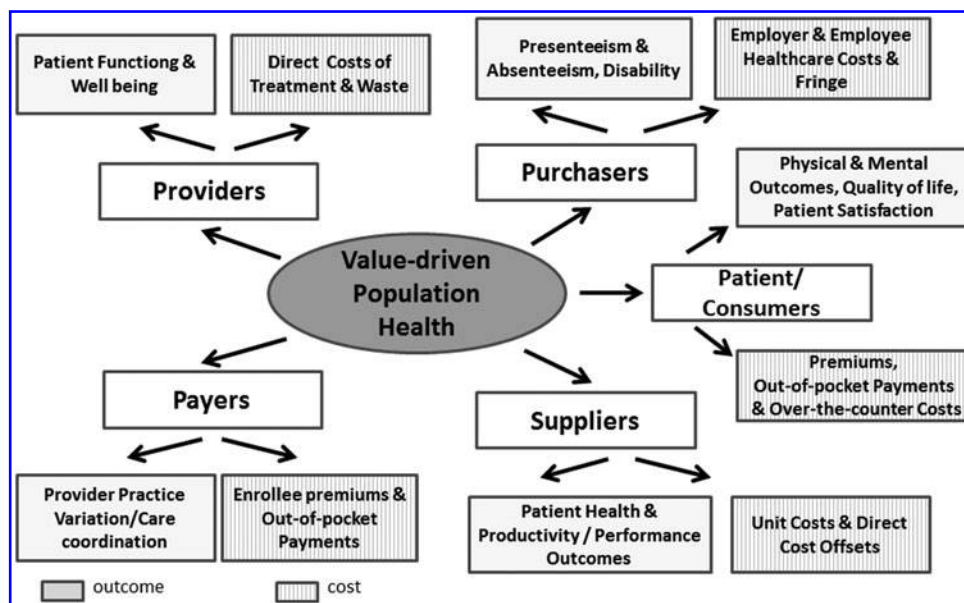 Patient Functiong &
Well being
Direct Costs of
Treatment & Waste
Providers
Presenteeism &
Absenteeism, Disability
Employer & Employee
Healthcare Costs &
Fringe
Purchasers
Physical & Mental
Outcomes, Quality of life,
Patient Satisfaction
Value-driven
Population
Health
Patient/
Consumers
Premiums,
Out-of-pocket Payments
& Over-the-counter Costs
Payers
Provider Practice
Variation/Care
coordination
Enrollee premiums &
Out-of-pocket
Payments
Suppliers
Patient Health &
Productivity / Performance
Outcomes
Unit Costs & Direct
Cost Offsets
outcome
cost